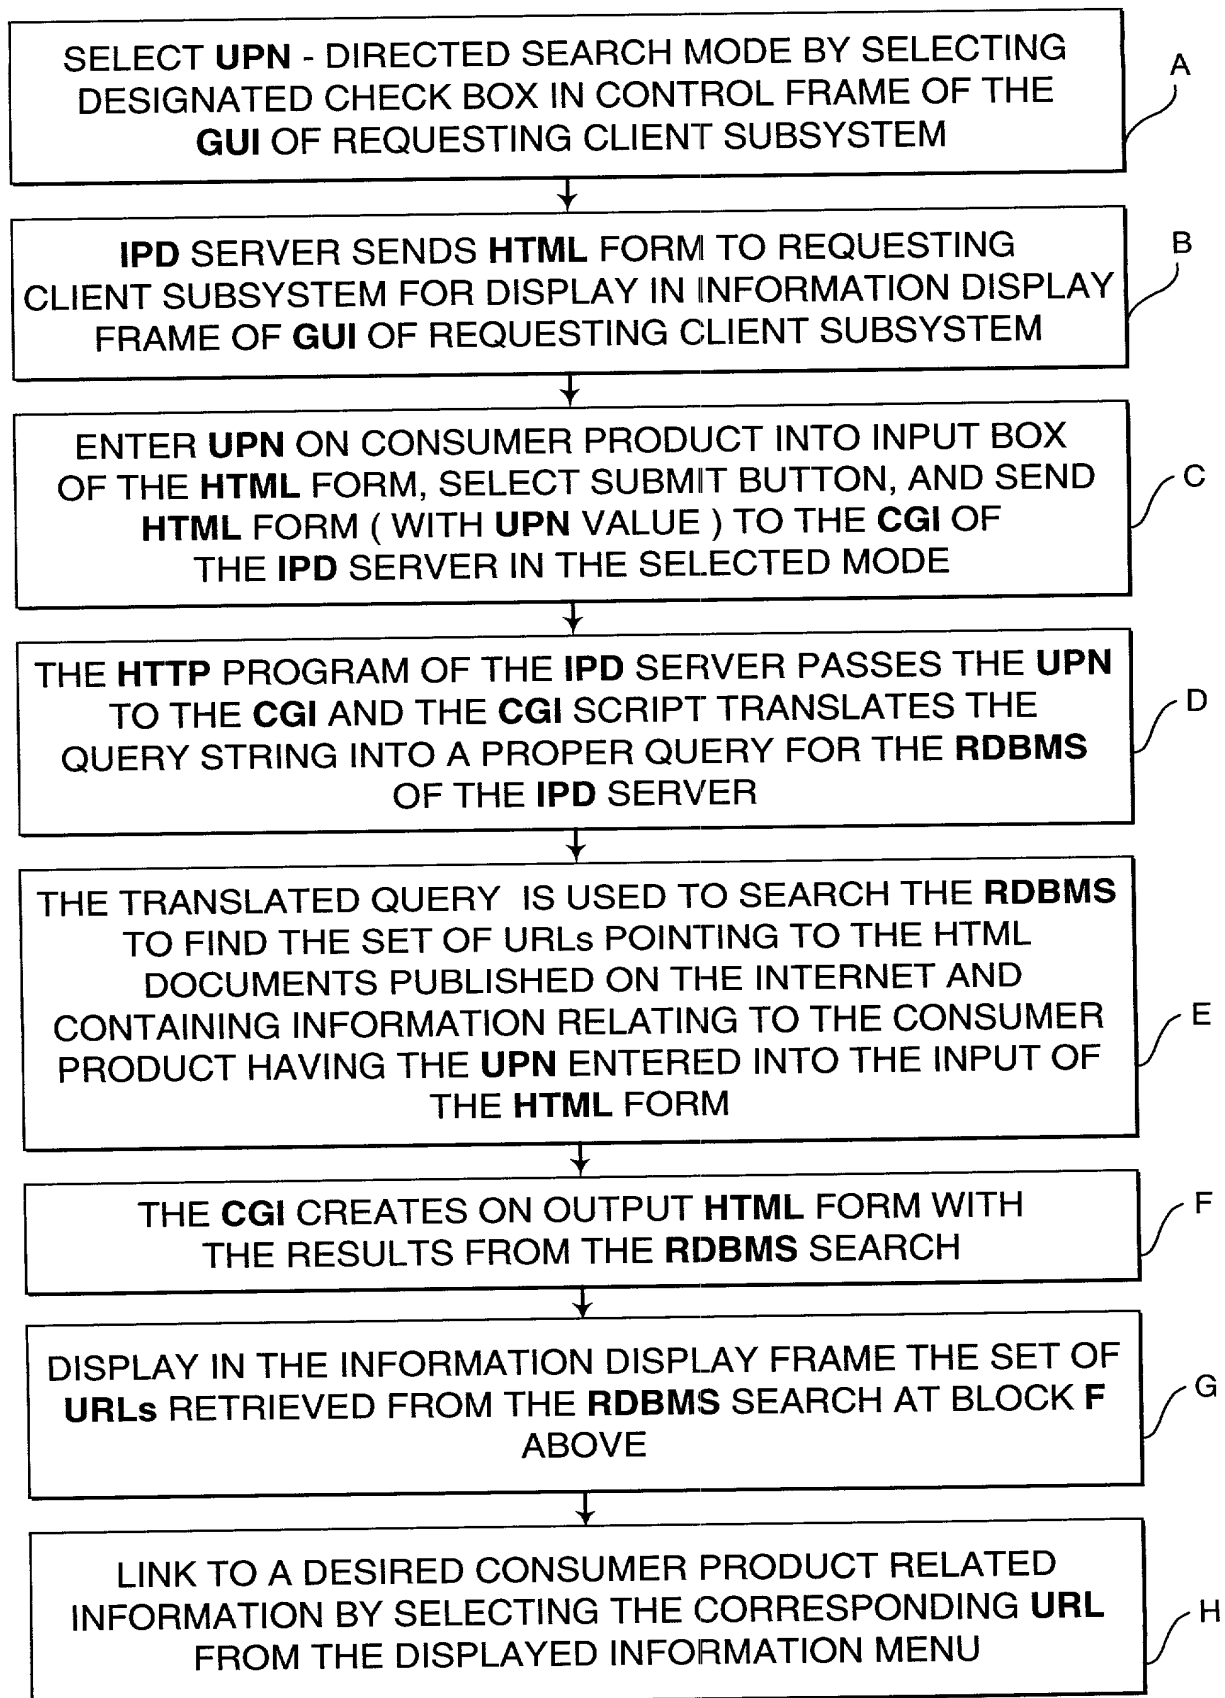 SELECT UPN - DIRECTED SEARCH MODE BY SELECTING
DESIGNATED CHECK BOX IN CONTROL FRAME OF THE
GUI OF REQUESTING CLIENT SUBSYSTEM
A
IPD SERVER SENDS HTML FORM TO REQUESTING
CLIENT SUBSYSTEM FOR DISPLAY IN INFORMATION DISPLAY
FRAME OF GUI OF REQUESTING CLIENT SUBSYSTEM
B
ENTER UPN ON CONSUMER PRODUCT INTO INPUT BOX
OF THE HTML FORM, SELECT SUBMIT BUTTON, AND SEND
HTML FORM ( WITH UPN VALUE ) TO THE CGI OF
THE IPD SERVER IN THE SELECTED MODE
C
THE HTTP PROGRAM OF THE IPD SERVER PASSES THE UPN
TO THE CGI AND THE CGI SCRIPT TRANSLATES THE
QUERY STRING INTO A PROPER QUERY FOR THE RDBMS
OF THE IPD SERVER
D
THE TRANSLATED QUERY IS USED TO SEARCH THE RDBMS
TO FIND THE SET OF URLs POINTING TO THE HTML
DOCUMENTS PUBLISHED ON THE INTERNET AND
CONTAINING INFORMATION RELATING TO THE CONSUMER
PRODUCT HAVING THE UPN ENTERED INTO THE INPUT OF
THE HTML FORM
E
THE CGI CREATES ON OUTPUT HTML FORM WITH
THE RESULTS FROM THE RDBMS SEARCH
F
DISPLAY IN THE INFORMATION DISPLAY FRAME THE SET OF
URLs RETRIEVED FROM THE RDBMS SEARCH AT BLOCK F
ABOVE
G
LINK TO A DESIRED CONSUMER PRODUCT RELATED
INFORMATION BY SELECTING THE CORRESPONDING URL
FROM THE DISPLAYED INFORMATION MENU
H